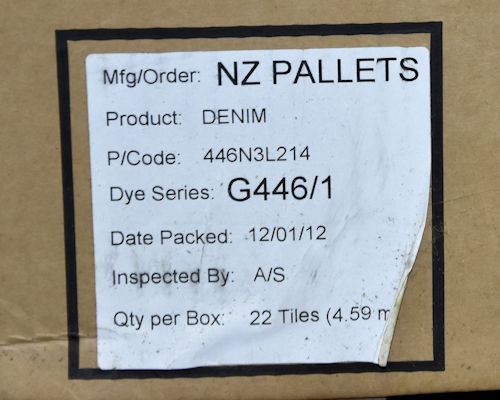 Mfg/Order: NZ PALLETS
Product: DENIM
P/Code: 446N3L214
Dye Series: G446/1
Date Packed: 12/01/12
Inspected By: A/S
Qty per Box: 22 Tiles (4.59 m